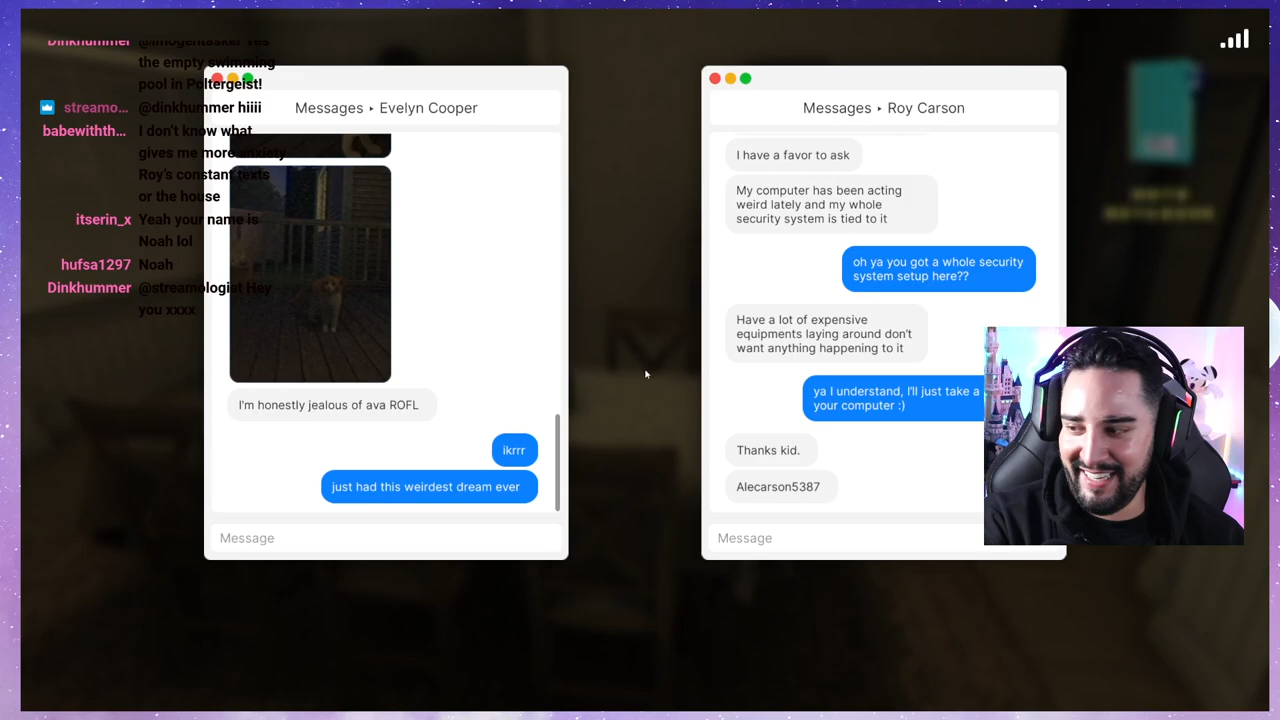 Dinkhummer @imogentasker Yes
the empty swimming
pool in Poltergeist!
streamo... @dinkhummer hiiii
babewithth... I don't know what
gives me more anxiety
Roy's constant texts
or the house
itserin_x Yeah your name is
Noah lol
hufsa1297 Noah
Dinkhummer @streamologist Hey
you xxxx
Messages ‣ Evelyn Cooper
I'm honestly jealous of ava ROFL
ikrrr
just had this weirdest dream ever
Message
Messages ‣ Roy Carson
I have a favor to ask
My computer has been acting
weird lately and my whole
security system is tied to it
oh ya you got a whole security
system setup here??
Have a lot of expensive
equipments laying around don't
want anything happening to it
ya I understand, I'll just take a
your computer :)
Thanks kid.
Alecarson5387
Message